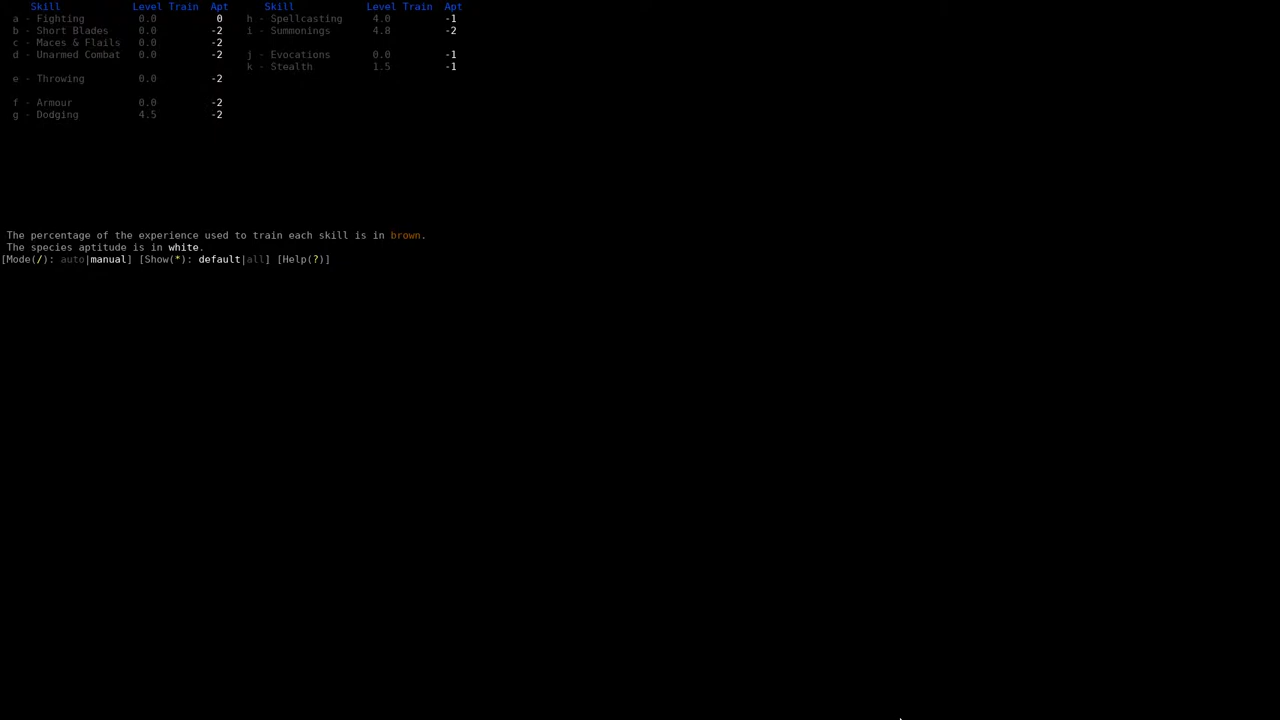 Skill Level Train Apt Skill Level Train Apt
a - Fighting 0.0 0 h - Spellcasting 4.0 -1
b - Short Blades 0.0 -2 i - Summonings 4.8 -2
c - Maces & Flails 0.0 -2
d - Unarmed Combat 0.0 -2 j - Evocations 0.0 -1
k - Stealth 1.5 -1
e - Throwing 0.0 -2
f - Armour 0.0 -2
g - Dodging 4.5 -2
The percentage of the experience used to train each skill is in brown.
The species aptitude is in white.
[Mode(/): auto|manual] [Show(*): default|all] [Help(?)]